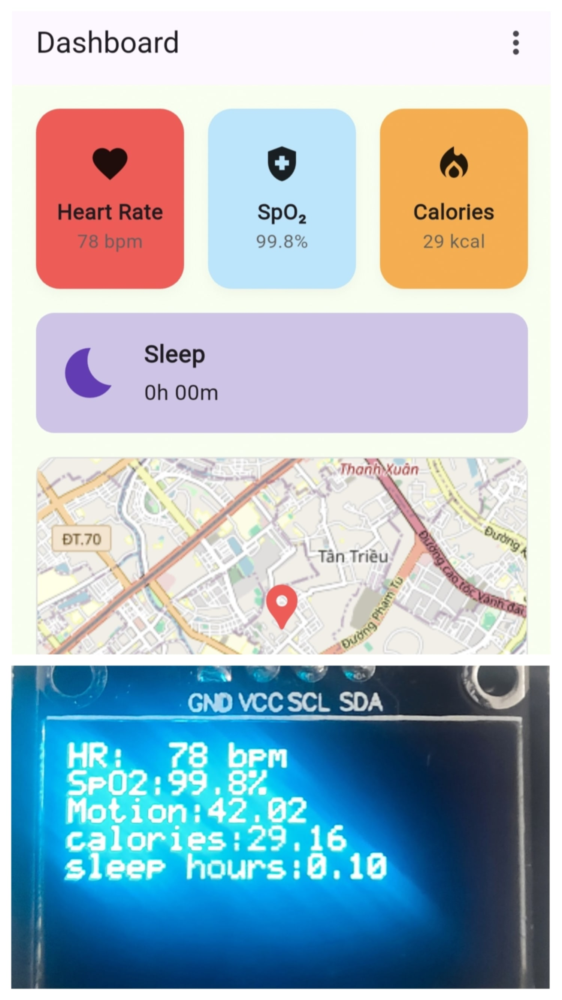 Dashboard
Heart Rate
78 bpm
SpO₂
99.8%
Calories
29 kcal
Sleep
0h 00m
Thanh Xuân
ĐT.70
Tân Triều
Đường K
Đường cao tốc Vành đai
Đường Phạm Tu
GND VCC SCL SDA
HR: 78 bpm
SpO2:99.8%
Motion:42.02
calories:29.16
sleep hours:0.10